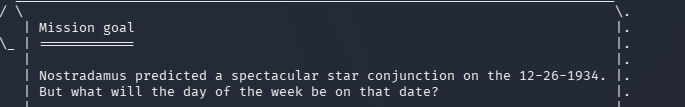 Mission goal
============
Nostradamus predicted a spectacular star conjunction on the 12-26-1934.
But what will the day of the week be on that date?